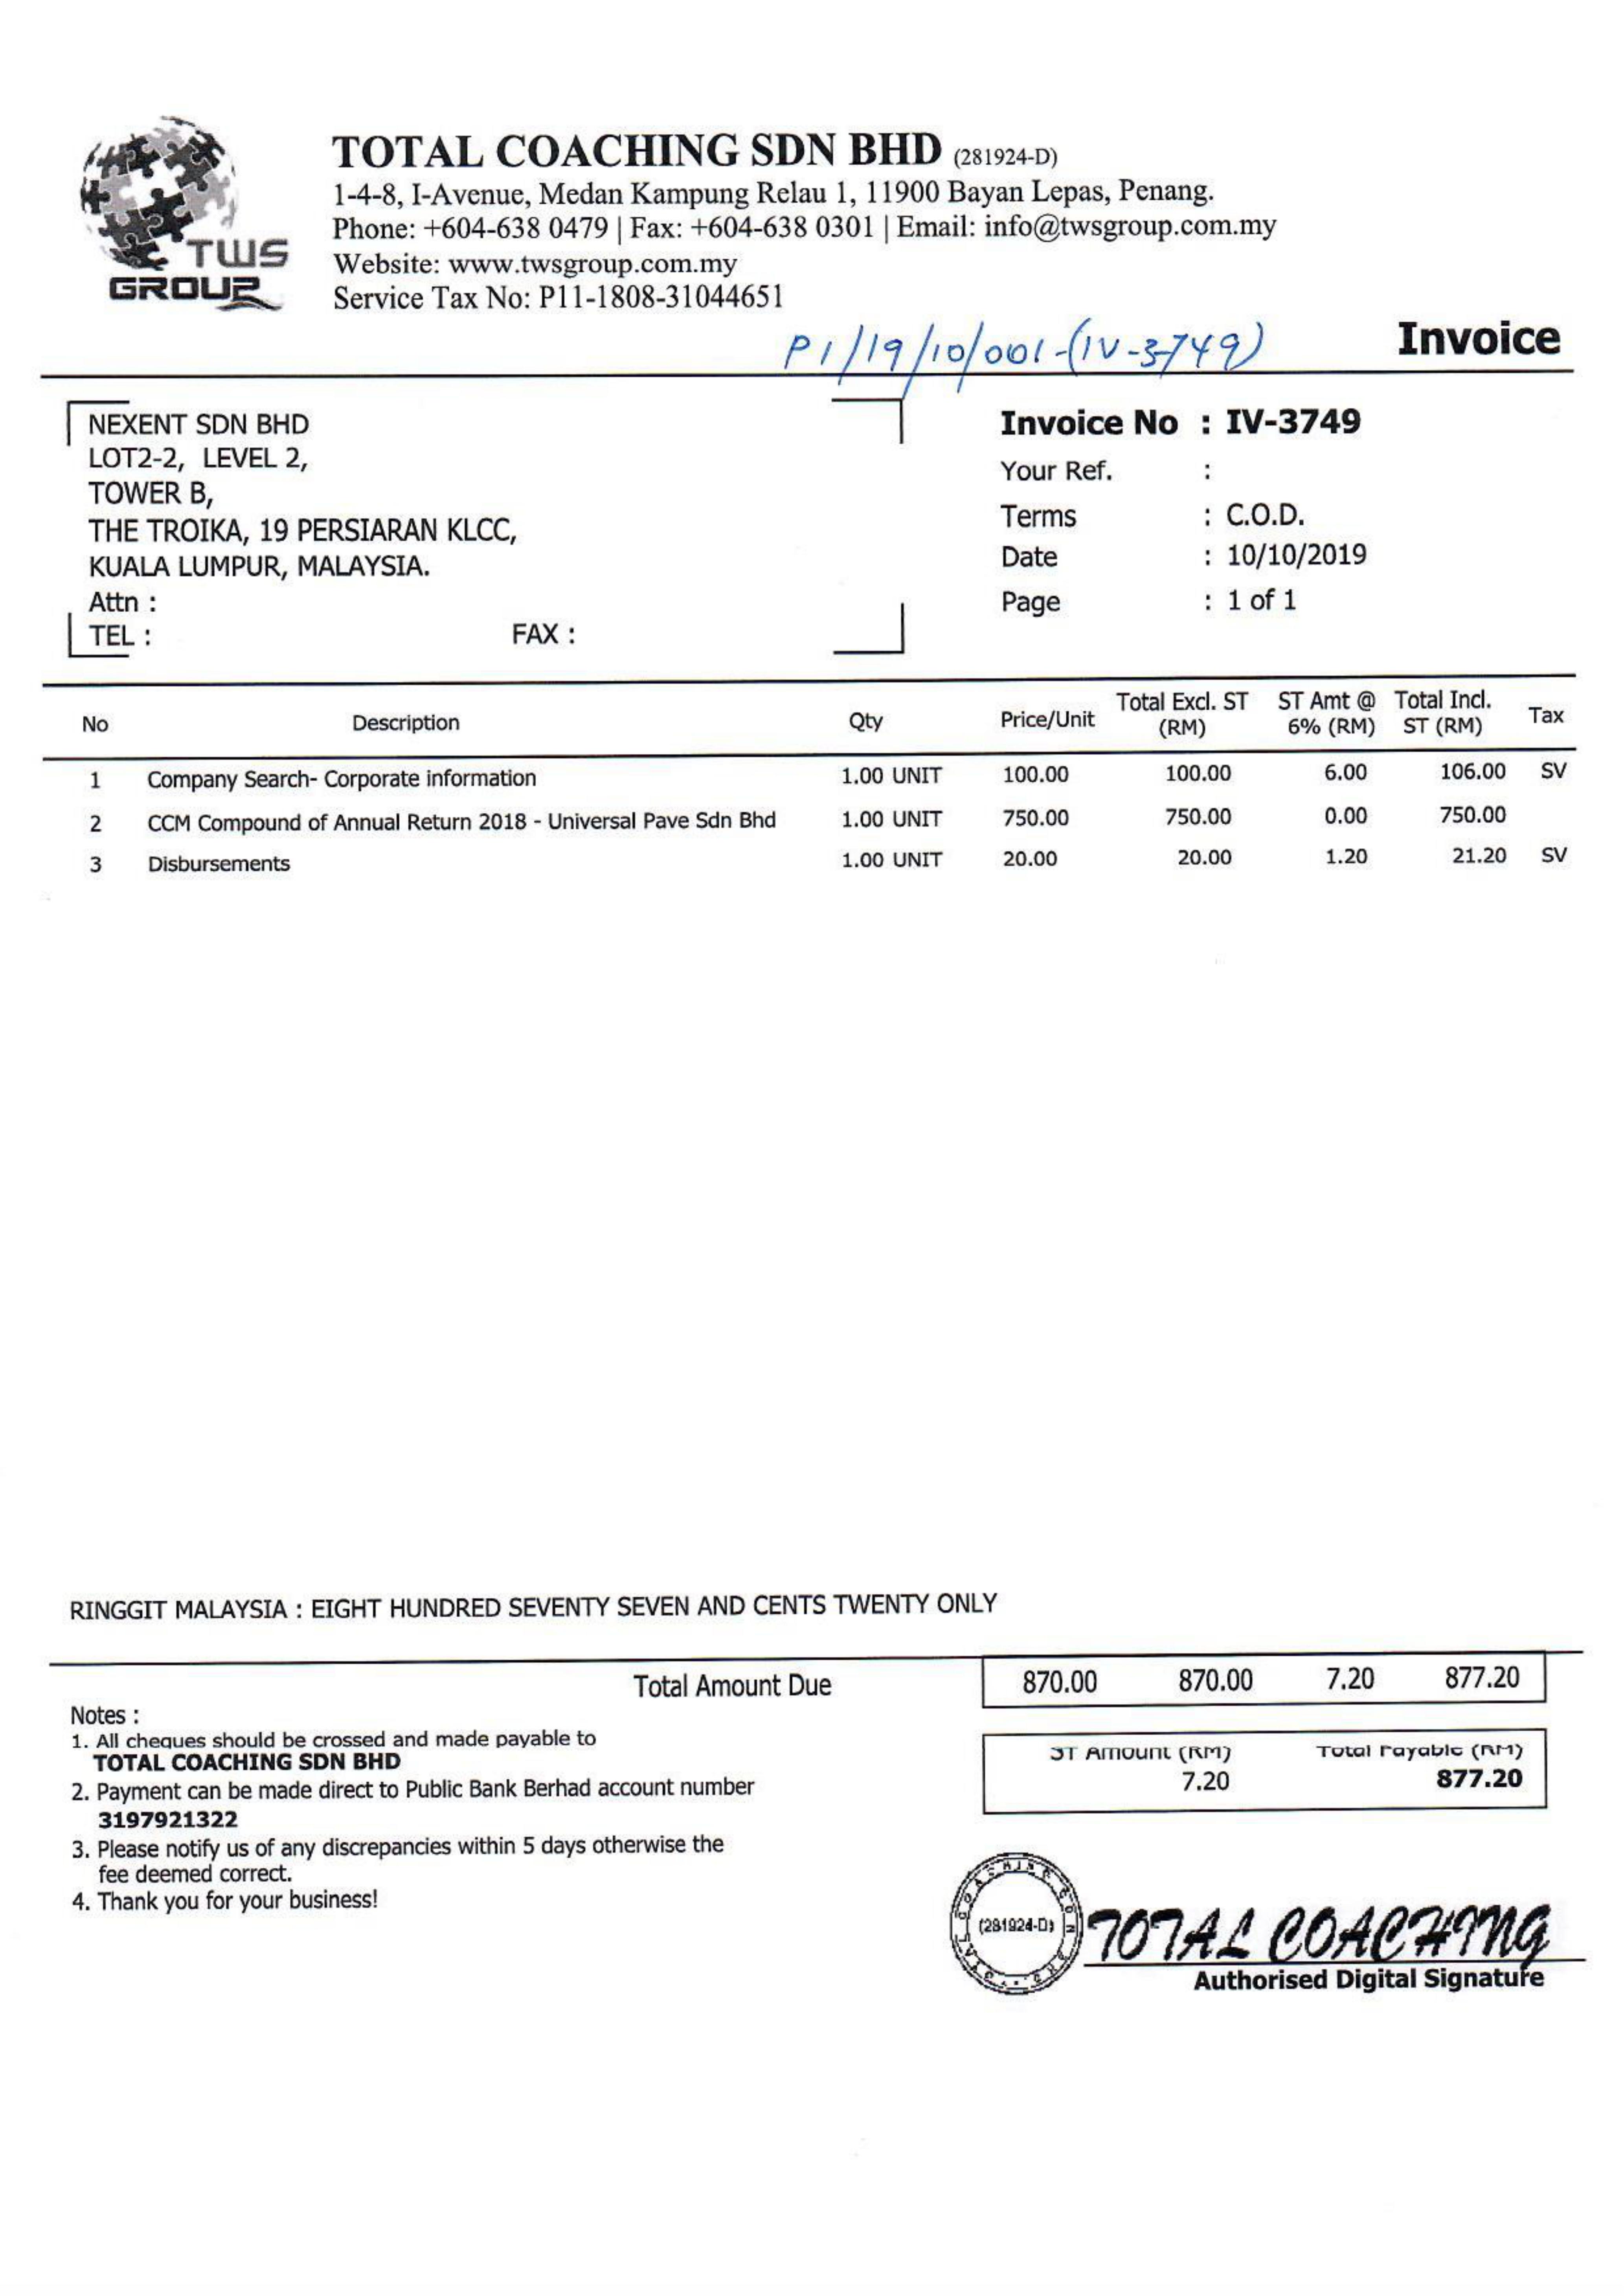 TWS
GROUP
TOTAL COACHING SDN BHD (281924-D)
1-4-8, I-Avenue, Medan Kampung Relau 1, 11900 Bayan Lepas, Penang.
Phone: +604-638 0479 | Fax: +604-638 0301 | Email: info@twsgroup.com.my
Website: www.twsgroup.com.my
Service Tax No: P11-1808-31044651
PI/19/10/001-(IV-3749)
Invoice
NEXENT SDN BHD
LOT2-2, LEVEL 2,
TOWER B,
THE TROIKA, 19 PERSIARAN KLCC,
KUALA LUMPUR, MALAYSIA.
Attn :
TEL : FAX :
Invoice No : IV-3749
Your Ref. :
Terms : C.O.D.
Date : 10/10/2019
Page : 1 of 1
No Description Qty Price/Unit Total Excl. ST (RM) ST Amt @ 6% (RM) Total Incl. ST (RM) Tax
1 Company Search- Corporate information 1.00 UNIT 100.00 100.00 6.00 106.00 SV
2 CCM Compound of Annual Return 2018 - Universal Pave Sdn Bhd 1.00 UNIT 750.00 750.00 0.00 750.00
3 Disbursements 1.00 UNIT 20.00 20.00 1.20 21.20 SV
RINGGIT MALAYSIA : EIGHT HUNDRED SEVENTY SEVEN AND CENTS TWENTY ONLY
Total Amount Due 870.00 870.00 7.20 877.20
Notes :
1. All cheques should be crossed and made payable to
TOTAL COACHING SDN BHD
2. Payment can be made direct to Public Bank Berhad account number
3197921322
3. Please notify us of any discrepancies within 5 days otherwise the
fee deemed correct.
4. Thank you for your business!
ST Amount (RM) Total Payable (RM)
7.20 877.20
TOTAL COACHING SDN BHD
(281924-D)
TOTAL COACHING
Authorised Digital Signature